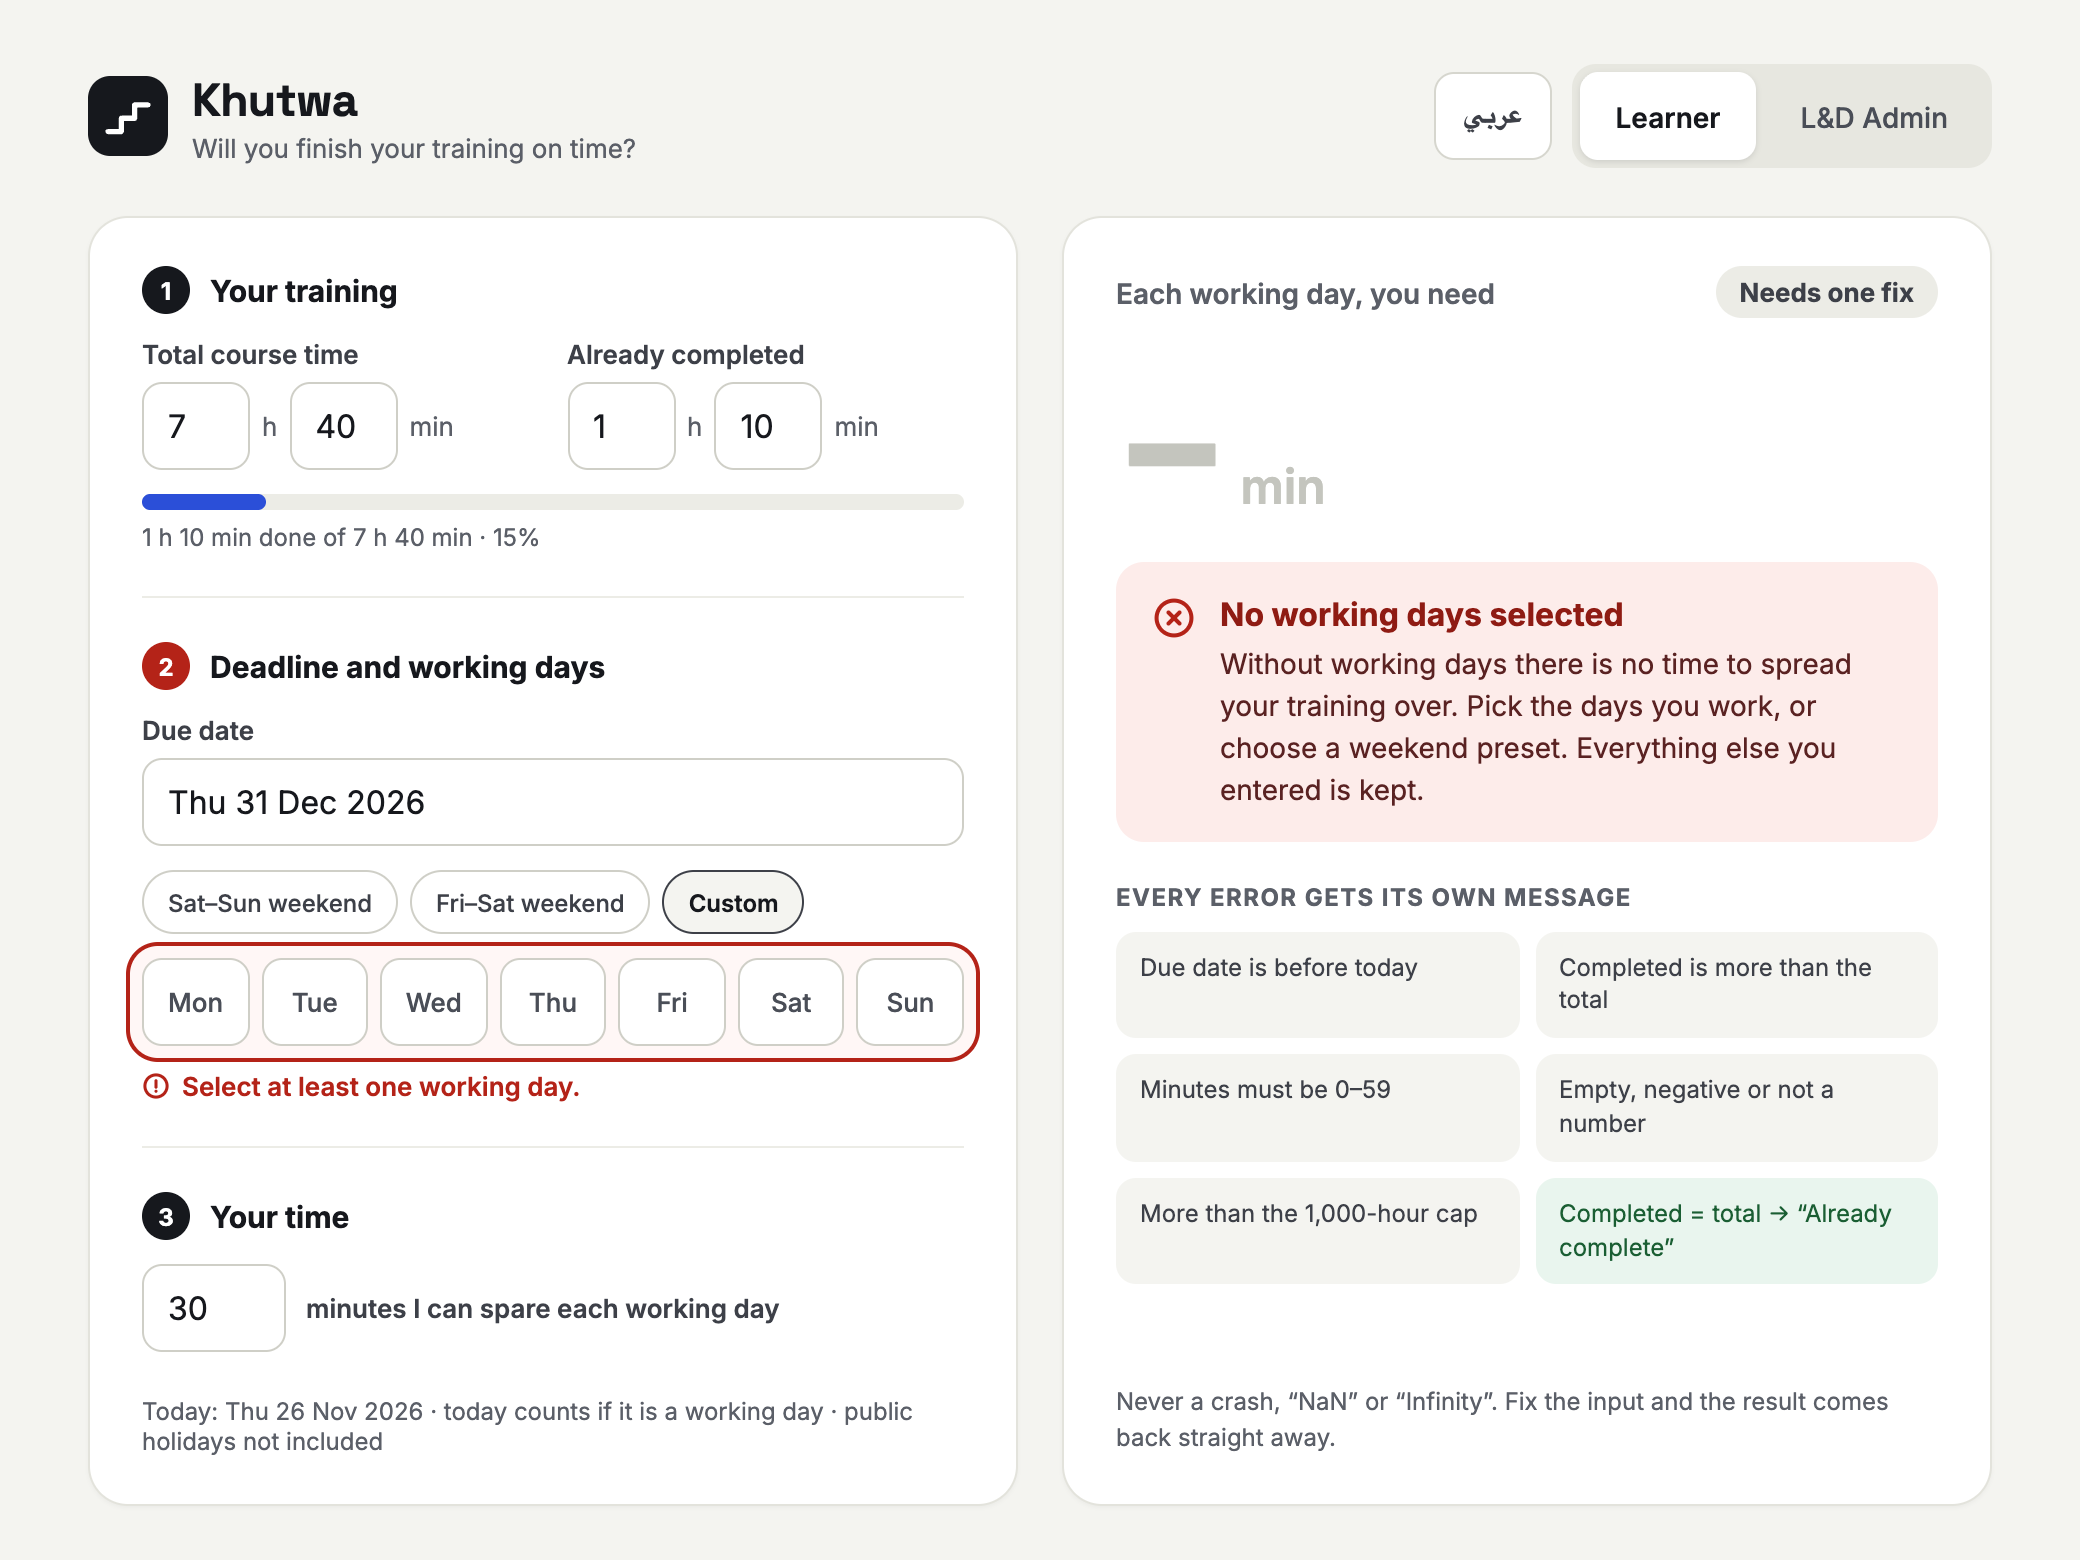 Khutwa
Will you finish your training on time?
عربي
Learner
L&D Admin
1 Your training
Total course time
Already completed
7 h 40 min
1 h 10 min
1 h 10 min done of 7 h 40 min · 15%
2 Deadline and working days
Due date
Thu 31 Dec 2026
Sat–Sun weekend
Fri–Sat weekend
Custom
Mon Tue Wed Thu Fri Sat Sun
Select at least one working day.
3 Your time
30 minutes I can spare each working day
Today: Thu 26 Nov 2026 · today counts if it is a working day · public
holidays not included
Each working day, you need
Needs one fix
– min
No working days selected
Without working days there is no time to spread
your training over. Pick the days you work, or
choose a weekend preset. Everything else you
entered is kept.
EVERY ERROR GETS ITS OWN MESSAGE
Due date is before today
Completed is more than the
total
Minutes must be 0–59
Empty, negative or not a
number
More than the 1,000-hour cap
Completed = total → “Already
complete”
Never a crash, “NaN” or “Infinity”. Fix the input and the result comes
back straight away.